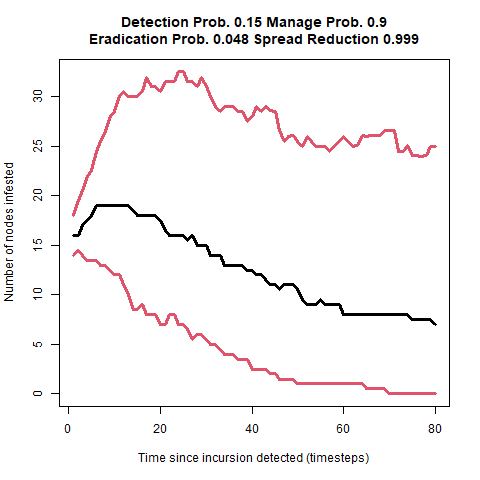 Detection Prob. 0.15 Manage Prob. 0.9
Eradication Prob. 0.048 Spread Reduction 0.999
Number of nodes infested
30
25
20
15
10
5
0
0 20 40 60 80
Time since incursion detected (timesteps)